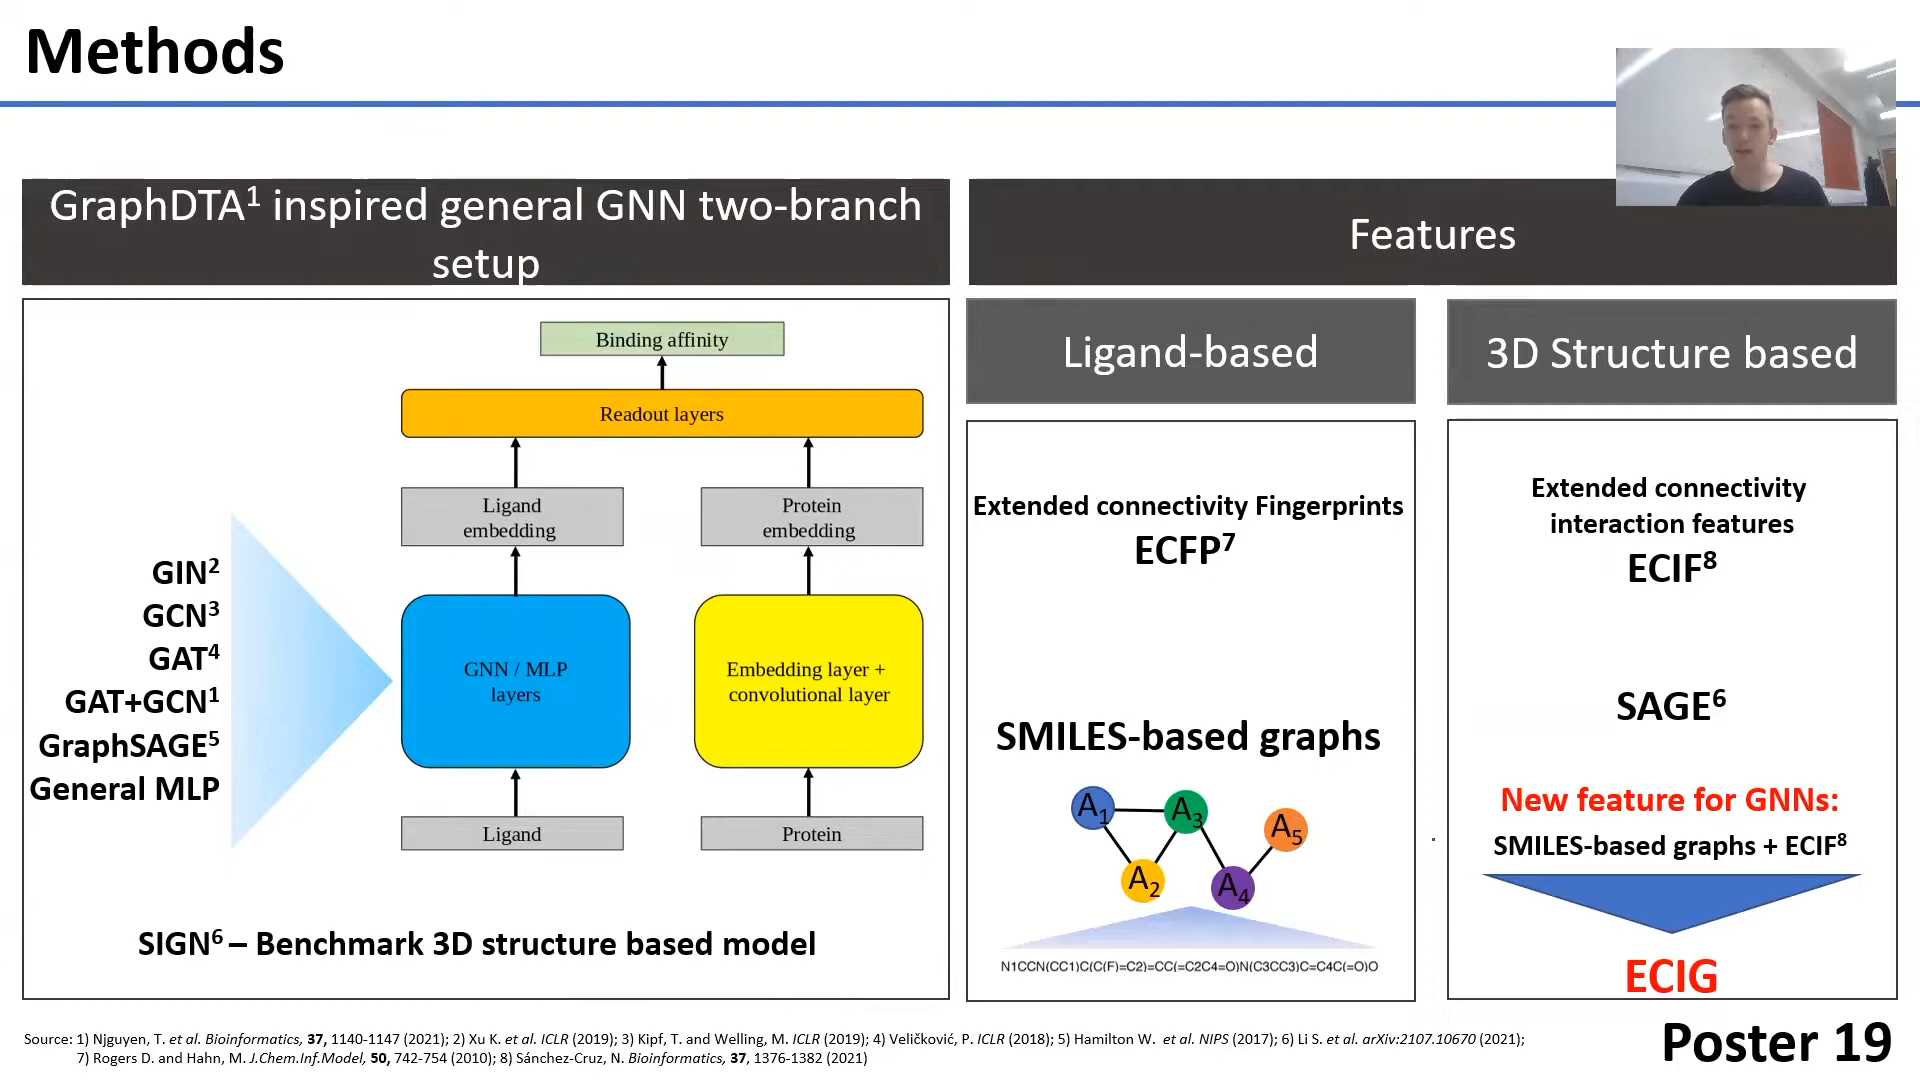 Methods
GraphDTA1 inspired general GNN two-branch
setup
Binding affinity
Readout layers
Ligand
embedding
Protein
embedding
GIN2
GCN3
GAT4
GAT+GCN1
GraphSAGE5
General MLP
GNN / MLP
layers
Embedding layer +
convolutional layer
Ligand
Protein
SIGN6 – Benchmark 3D structure based model
Features
Ligand-based
Extended connectivity Fingerprints
ECFP7
SMILES-based graphs
A1
A3
A5
A2
A4
N1CCN(CC1)C(C(F)=C2)=CC(=C2C4=O)N(C3CC3)C=C4C(=O)O
3D Structure based
Extended connectivity
interaction features
ECIF8
SAGE6
New feature for GNNs:
SMILES-based graphs + ECIF8
ECIG
Source: 1) Njguyen, T. et al. Bioinformatics, 37, 1140-1147 (2021); 2) Xu K. et al. ICLR (2019); 3) Kipf, T. and Welling, M. ICLR (2019); 4) Veličković, P. ICLR (2018); 5) Hamilton W. et al. NIPS (2017); 6) Li S. et al. arXiv:2107.10670 (2021);
7) Rogers D. and Hahn, M. J.Chem.Inf.Model, 50, 742-754 (2010); 8) Sánchez-Cruz, N. Bioinformatics, 37, 1376-1382 (2021)
Poster 19